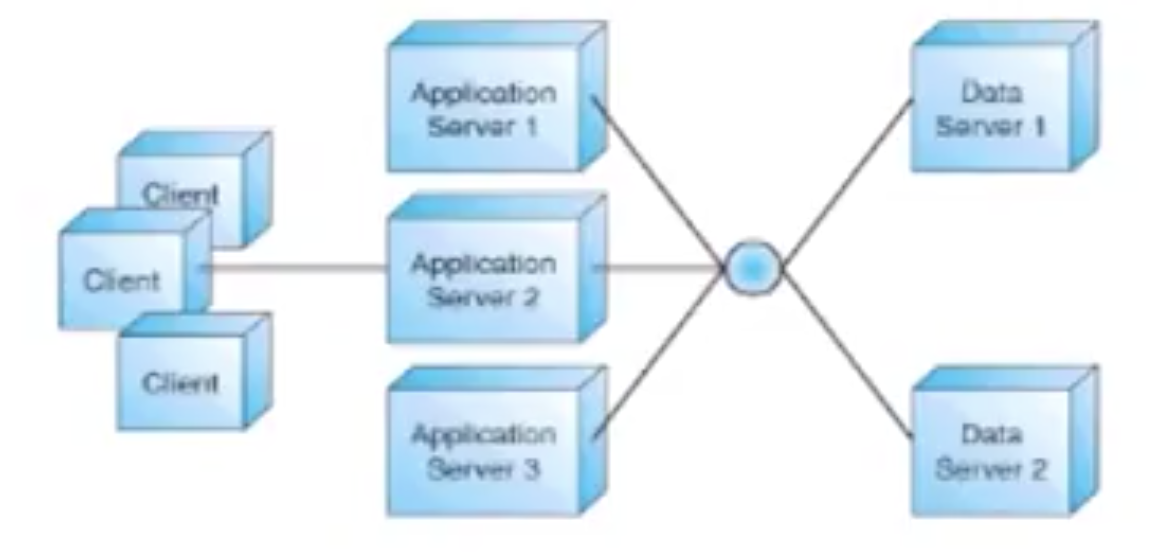 Client
Client
Client
Application
Server 1
Application
Server 2
Application
Server 3
Data
Server 1
Data
Server 2